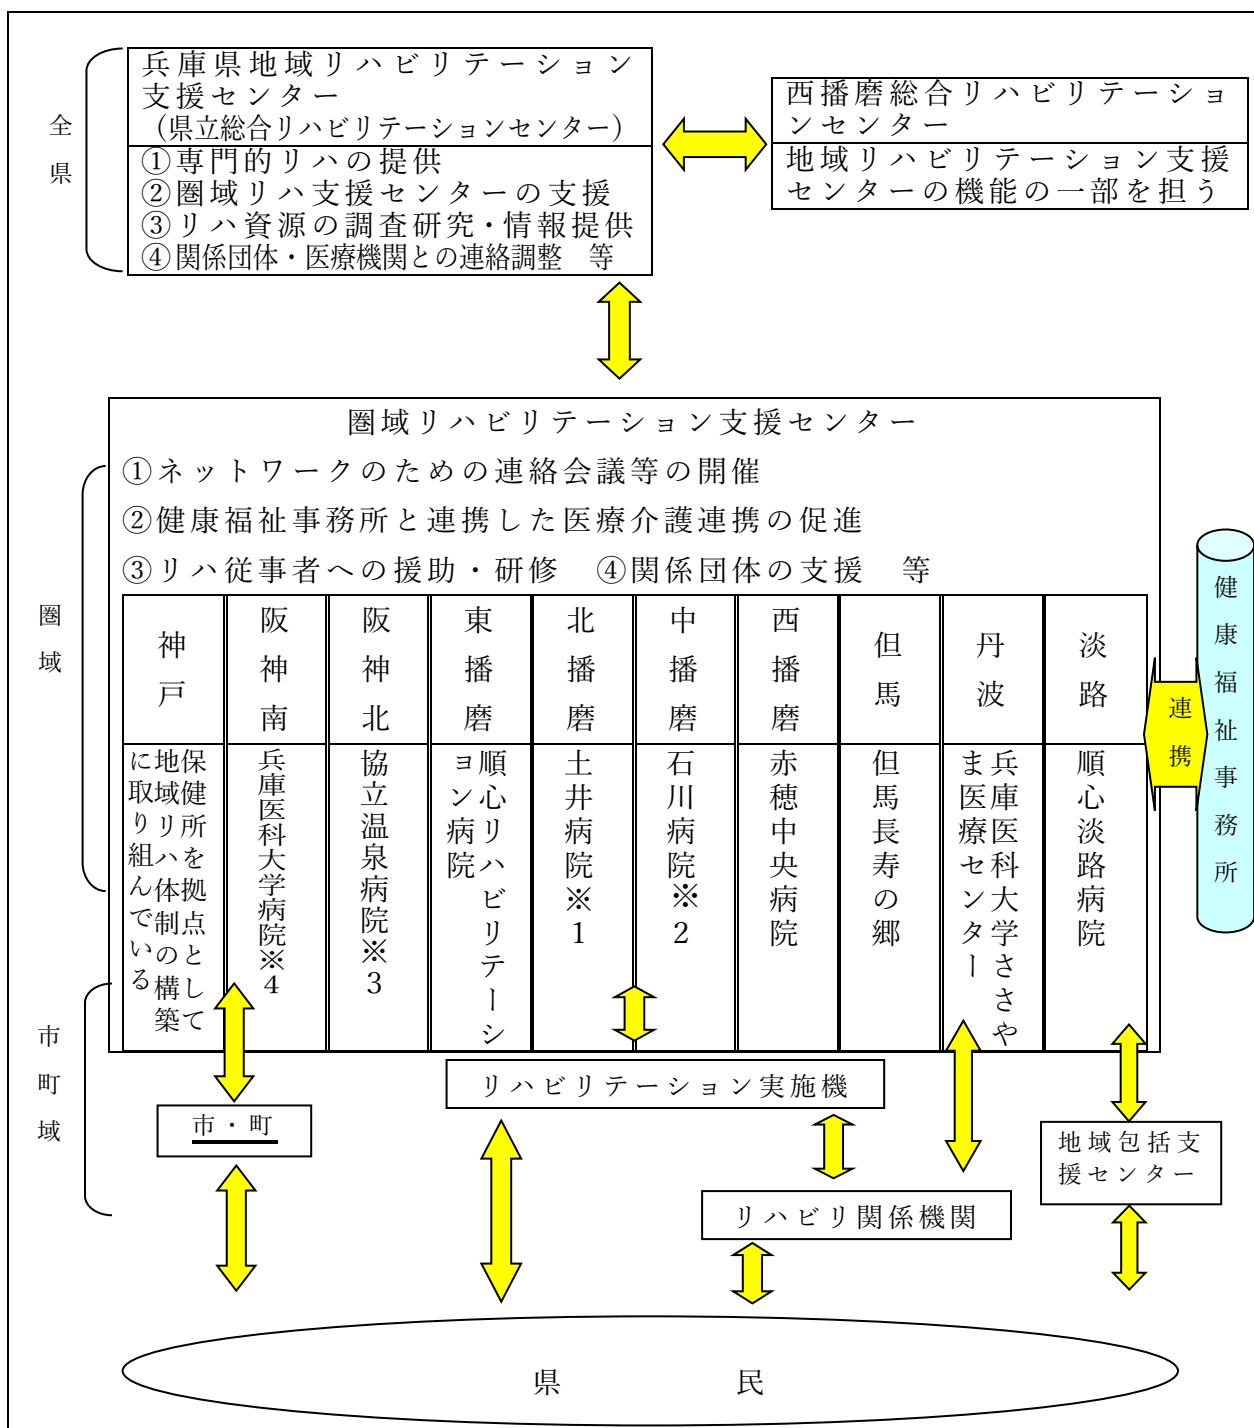 全県
兵庫県地域リハビリテーション
支援センター
（県立総合リハビリテーションセンター）
①専門的リハの提供
②圏域リハ支援センターの支援
③リハ資源の調査研究・情報提供
④関係団体・医療機関との連絡調整　等
西播磨総合リハビリテーショ
ンセンター
地域リハビリテーション支援
センターの機能の一部を担う
圏域
圏域リハビリテーション支援センター
①ネットワークのための連絡会議等の開催
②健康福祉事務所と連携した医療介護連携の促進
③リハ従事者への援助・研修　④関係団体の支援　等
神戸
保健所を拠点として
地域リハ体制の構築
に取り組んでいる
阪神南
兵庫医科大学病院※4
阪神北
協立温泉病院※3
東播磨
順心リハビリテーシ
ョン病院
北播磨
土井病院※1
中播磨
石川病院※2
西播磨
赤穂中央病院
但馬
但馬長寿の郷
丹波
兵庫医科大学ささや
ま医療センター
淡路
順心淡路病院
連携
健康福祉事務所
市町域
市・町
リハビリテーション実施機
リハビリ関係機関
地域包括支
援センター
県　民